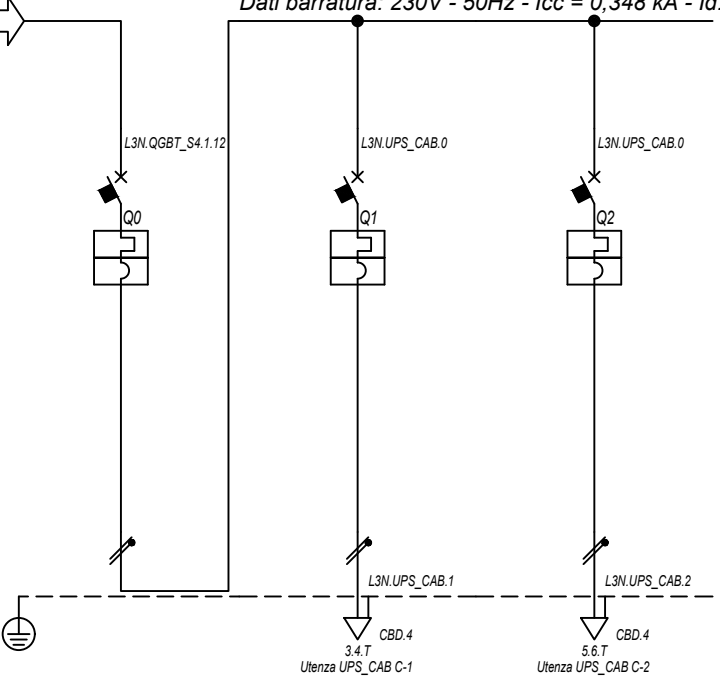 Dati barratura: 230V - 50Hz - Icc = 0,348 kA - Id
L3N.QGBT_S4.1.12
L3N.UPS_CAB.0
L3N.UPS_CAB.0
Q0
Q1
Q2
L3N.UPS_CAB.1
L3N.UPS_CAB.2
CBD.4
CBD.4
3.4.T
5.6.T
Utenza UPS_CAB C-1
Utenza UPS_CAB C-2